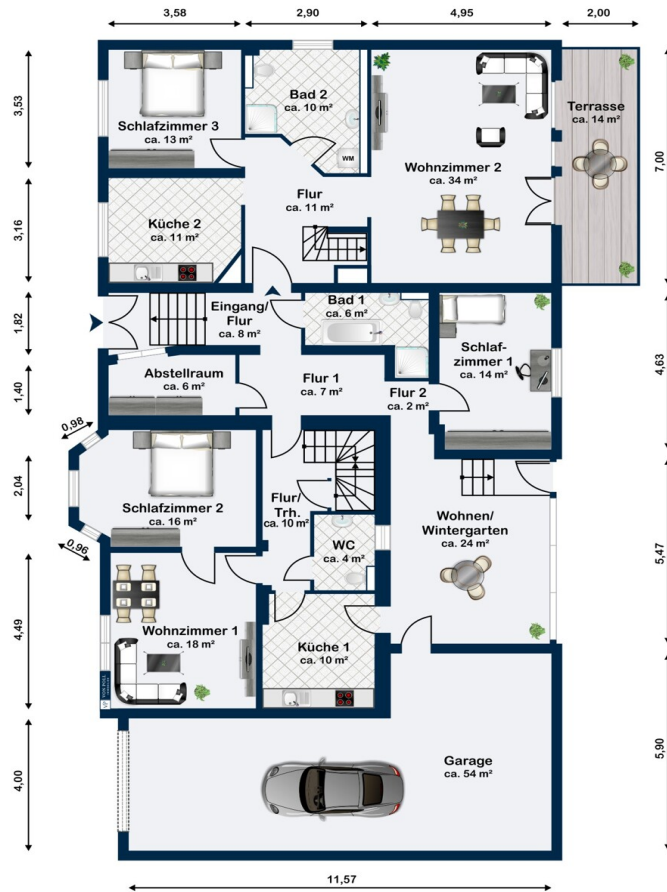 3,58
2,90
4,95
2,00
3,53
Schlafzimmer 3
ca. 13 m²
Bad 2
ca. 10 m²
WM
Wohnzimmer 2
ca. 34 m²
Terrasse
ca. 14 m²
7,00
3,16
Küche 2
ca. 11 m²
Flur
ca. 11 m²
1,82
Eingang/
Flur
ca. 8 m²
Bad 1
ca. 6 m²
Schlaf-
zimmer 1
ca. 14 m²
4,63
1,40
Abstellraum
ca. 6 m²
Flur 1
ca. 7 m²
Flur 2
ca. 2 m²
0,98
2,04
0,96
Schlafzimmer 2
ca. 16 m²
Flur/
Trh.
ca. 10 m²
WC
ca. 4 m²
Wohnen/
Wintergarten
ca. 24 m²
5,47
4,49
Wohnzimmer 1
ca. 18 m²
Küche 1
ca. 10 m²
VP VON POLL
4,00
Garage
ca. 54 m²
5,90
11,57